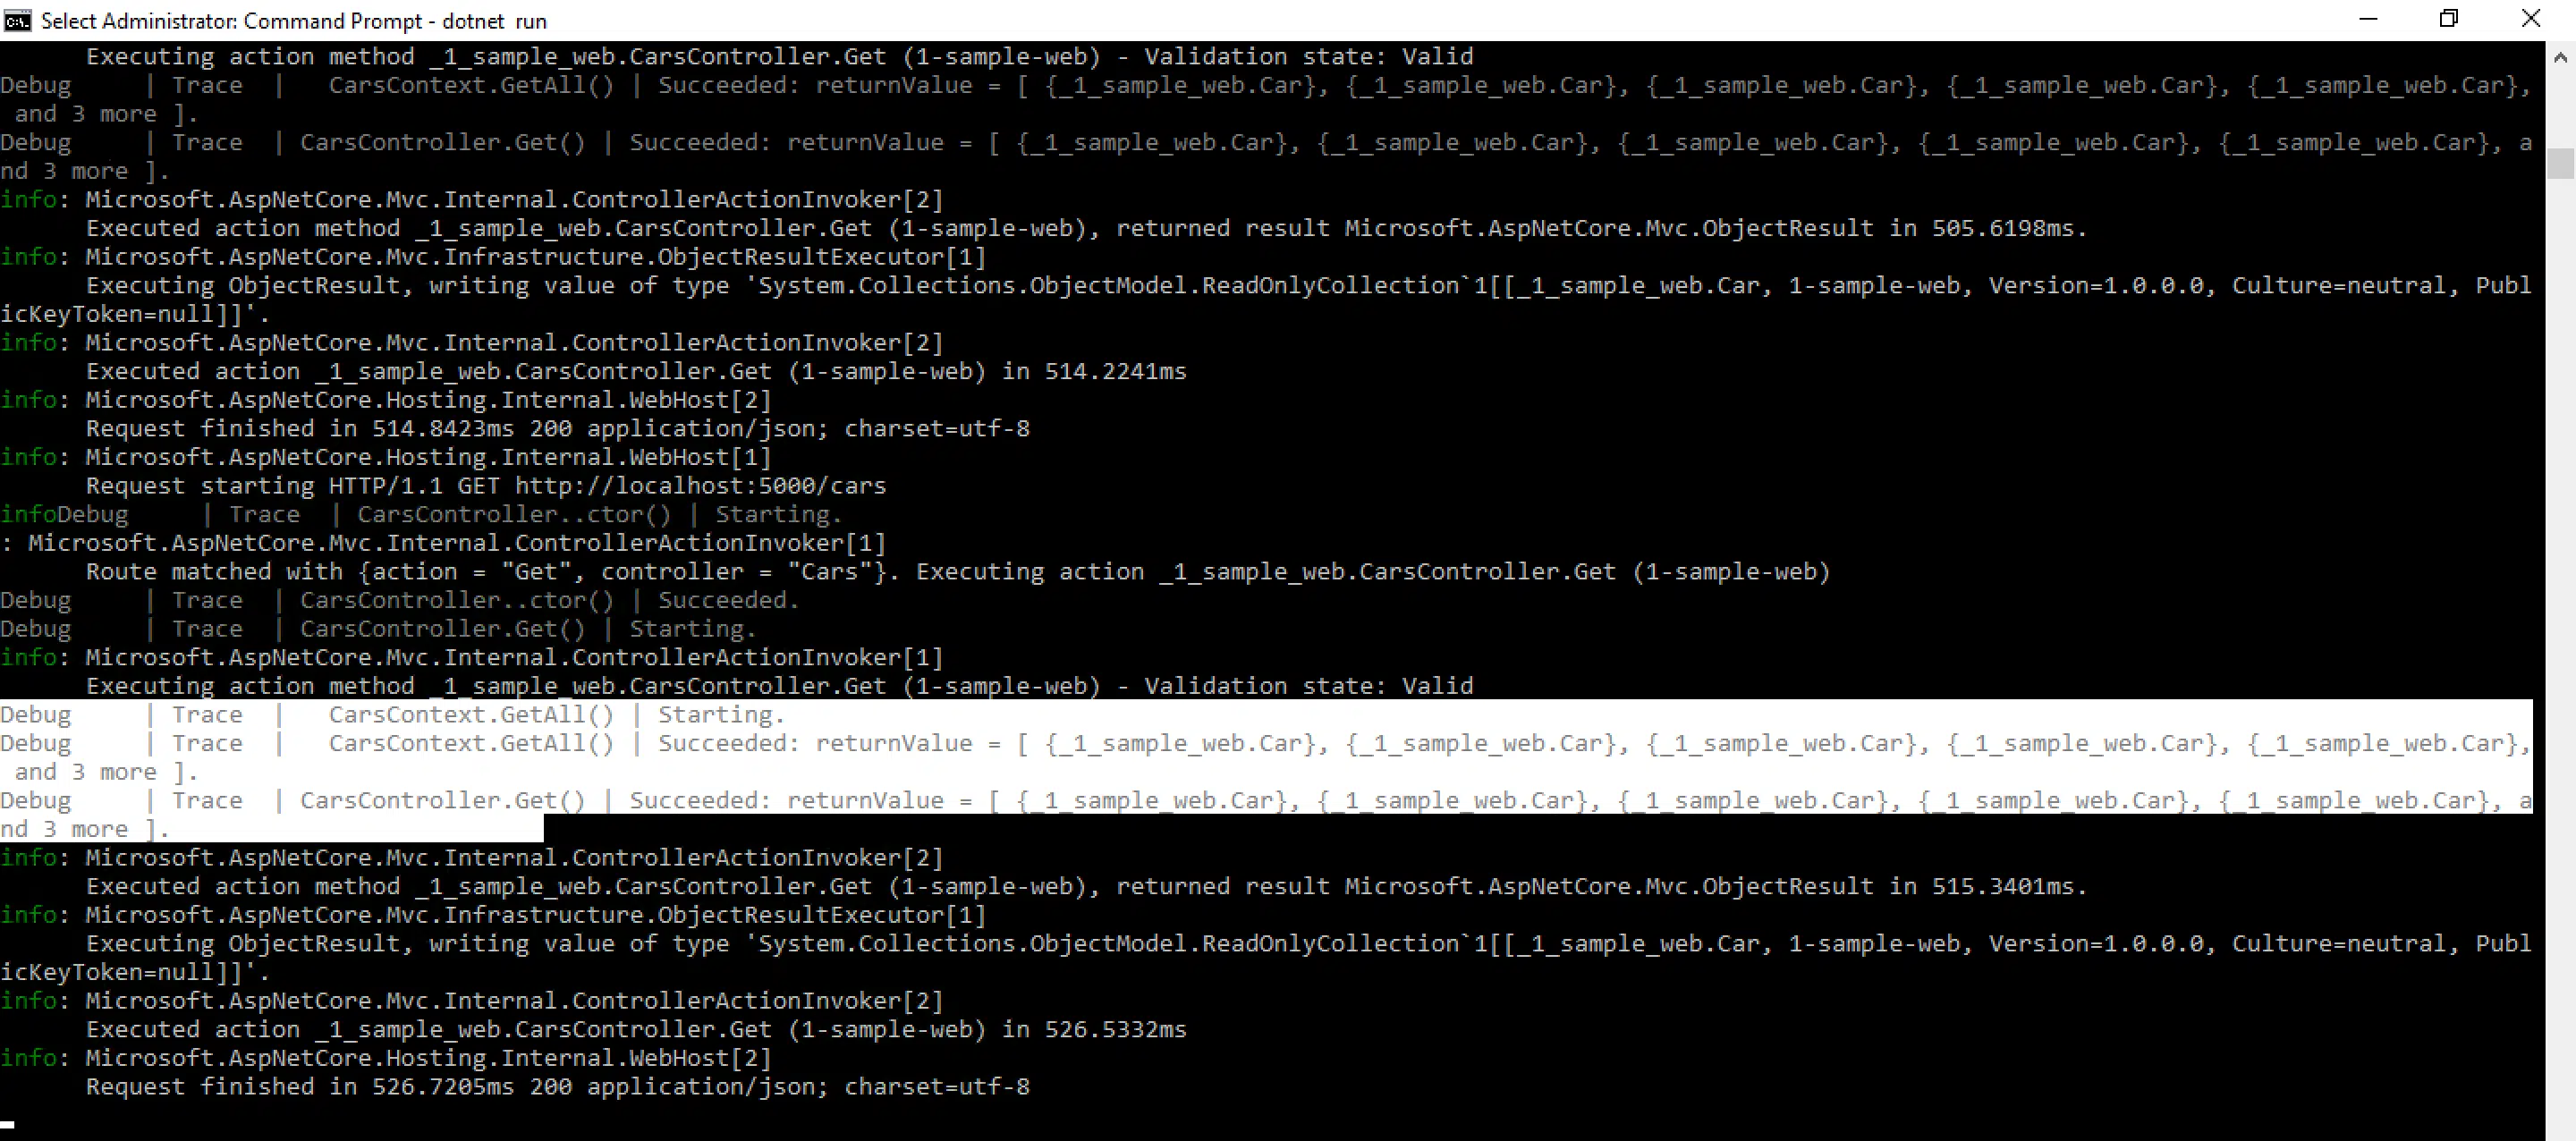 Select Administrator: Command Prompt - dotnet run
Executing action method _1_sample_web.CarsController.Get (1-sample-web) - Validation state: Valid
Debug | Trace | CarsContext.GetAll() | Succeeded: returnValue = [ {_1_sample_web.Car}, {_1_sample_web.Car}, {_1_sample_web.Car}, {_1_sample_web.Car}, {_1_sample_web.Car},
and 3 more ].
Debug | Trace | CarsController.Get() | Succeeded: returnValue = [ {_1_sample_web.Car}, {_1_sample_web.Car}, {_1_sample_web.Car}, {_1_sample_web.Car}, {_1_sample_web.Car}, a
nd 3 more ].
info: Microsoft.AspNetCore.Mvc.Internal.ControllerActionInvoker[2]
Executed action method _1_sample_web.CarsController.Get (1-sample-web), returned result Microsoft.AspNetCore.Mvc.ObjectResult in 505.6198ms.
info: Microsoft.AspNetCore.Mvc.Infrastructure.ObjectResultExecutor[1]
Executing ObjectResult, writing value of type 'System.Collections.ObjectModel.ReadOnlyCollection`1[[_1_sample_web.Car, 1-sample-web, Version=1.0.0.0, Culture=neutral, Publ
icKeyToken=null]]'.
info: Microsoft.AspNetCore.Mvc.Internal.ControllerActionInvoker[2]
Executed action _1_sample_web.CarsController.Get (1-sample-web) in 514.2241ms
info: Microsoft.AspNetCore.Hosting.Internal.WebHost[2]
Request finished in 514.8423ms 200 application/json; charset=utf-8
info: Microsoft.AspNetCore.Hosting.Internal.WebHost[1]
Request starting HTTP/1.1 GET http://localhost:5000/cars
infoDebug | Trace | CarsController..ctor() | Starting.
: Microsoft.AspNetCore.Mvc.Internal.ControllerActionInvoker[1]
Route matched with {action = "Get", controller = "Cars"}. Executing action _1_sample_web.CarsController.Get (1-sample-web)
Debug | Trace | CarsController..ctor() | Succeeded.
Debug | Trace | CarsController.Get() | Starting.
info: Microsoft.AspNetCore.Mvc.Internal.ControllerActionInvoker[1]
Executing action method _1_sample_web.CarsController.Get (1-sample-web) - Validation state: Valid
Debug | Trace | CarsContext.GetAll() | Starting.
Debug | Trace | CarsContext.GetAll() | Succeeded: returnValue = [ {_1_sample_web.Car}, {_1_sample_web.Car}, {_1_sample_web.Car}, {_1_sample_web.Car}, {_1_sample_web.Car},
and 3 more ].
Debug | Trace | CarsController.Get() | Succeeded: returnValue = [ {_1_sample_web.Car}, {_1_sample_web.Car}, {_1_sample_web.Car}, {_1_sample_web.Car}, {_1_sample_web.Car}, a
nd 3 more ].
info: Microsoft.AspNetCore.Mvc.Internal.ControllerActionInvoker[2]
Executed action method _1_sample_web.CarsController.Get (1-sample-web), returned result Microsoft.AspNetCore.Mvc.ObjectResult in 515.3401ms.
info: Microsoft.AspNetCore.Mvc.Infrastructure.ObjectResultExecutor[1]
Executing ObjectResult, writing value of type 'System.Collections.ObjectModel.ReadOnlyCollection`1[[_1_sample_web.Car, 1-sample-web, Version=1.0.0.0, Culture=neutral, Publ
icKeyToken=null]]'.
info: Microsoft.AspNetCore.Mvc.Internal.ControllerActionInvoker[2]
Executed action _1_sample_web.CarsController.Get (1-sample-web) in 526.5332ms
info: Microsoft.AspNetCore.Hosting.Internal.WebHost[2]
Request finished in 526.7205ms 200 application/json; charset=utf-8